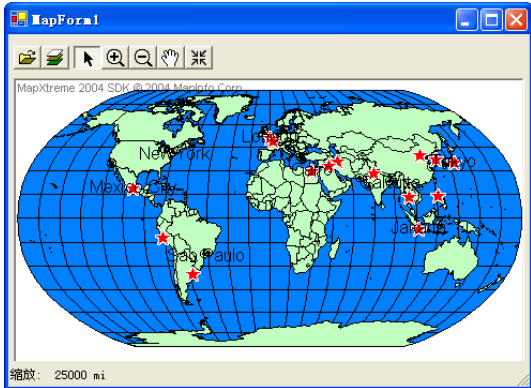 MapForm1
MapXtreme 2004 SDK © 2004 MapInfo Corp.
London
New York
Tokyo
Cairo
Mexico City
Calcutta
Sao Paulo
Jakarta
缩放: 25000 mi